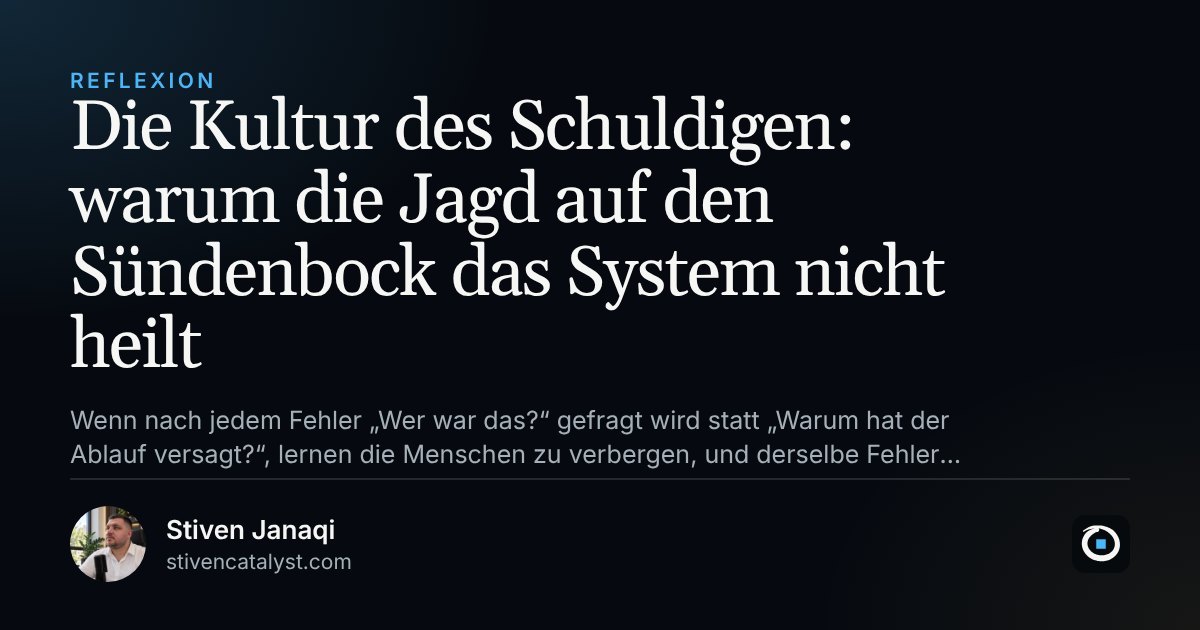 REFLEXION
Die Kultur des Schuldigen:
warum die Jagd auf den
Sündenbock das System nicht
heilt
Wenn nach jedem Fehler „Wer war das?“ gefragt wird statt „Warum hat der
Ablauf versagt?“, lernen die Menschen zu verbergen, und derselbe Fehler…
Stiven Janaqi
stivencatalyst.com